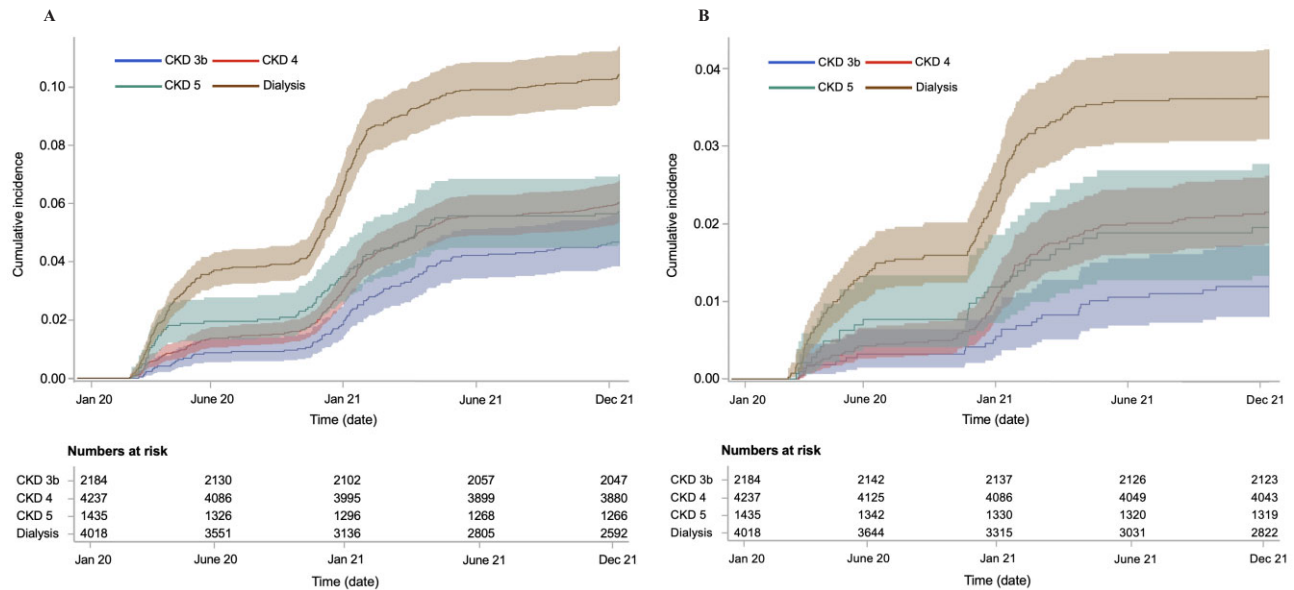 A
CKD 3b CKD 4
CKD 5 Dialysis
Cumulative incidence
0.10
0.08
0.06
0.04
0.02
0.00
Jan 20 June 20 Jan 21 June 21 Dec 21
Time (date)
Numbers at risk
CKD 3b 2184 2130 2102 2057 2047
CKD 4 4237 4086 3995 3899 3880
CKD 5 1435 1326 1296 1268 1266
Dialysis 4018 3551 3136 2805 2592
Jan 20 June 20 Jan 21 June 21 Dec 21
Time (date)
B
CKD 3b CKD 4
CKD 5 Dialysis
Cumulative incidence
0.04
0.03
0.02
0.01
0.00
Jan 20 June 20 Jan 21 June 21 Dec 21
Time (date)
Numbers at risk
CKD 3b 2184 2142 2137 2126 2123
CKD 4 4237 4125 4086 4049 4043
CKD 5 1435 1342 1330 1320 1319
Dialysis 4018 3644 3315 3031 2822
Jan 20 June 20 Jan 21 June 21 Dec 21
Time (date)